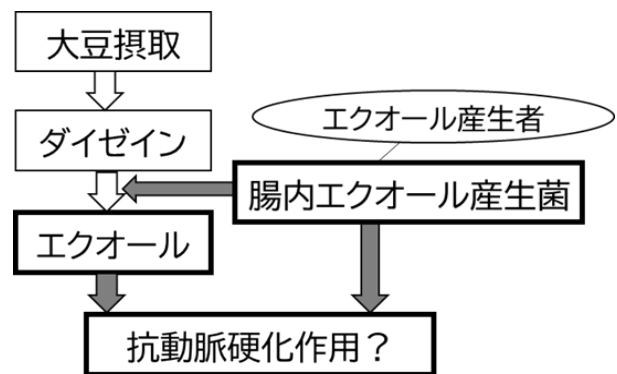 大豆摂取
ダイゼイン
エクオール産生者
腸内エクオール産生菌
エクオール
抗動脈硬化作用？